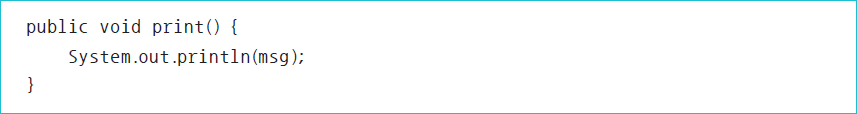 public void print() {
    System.out.println(msg);
}